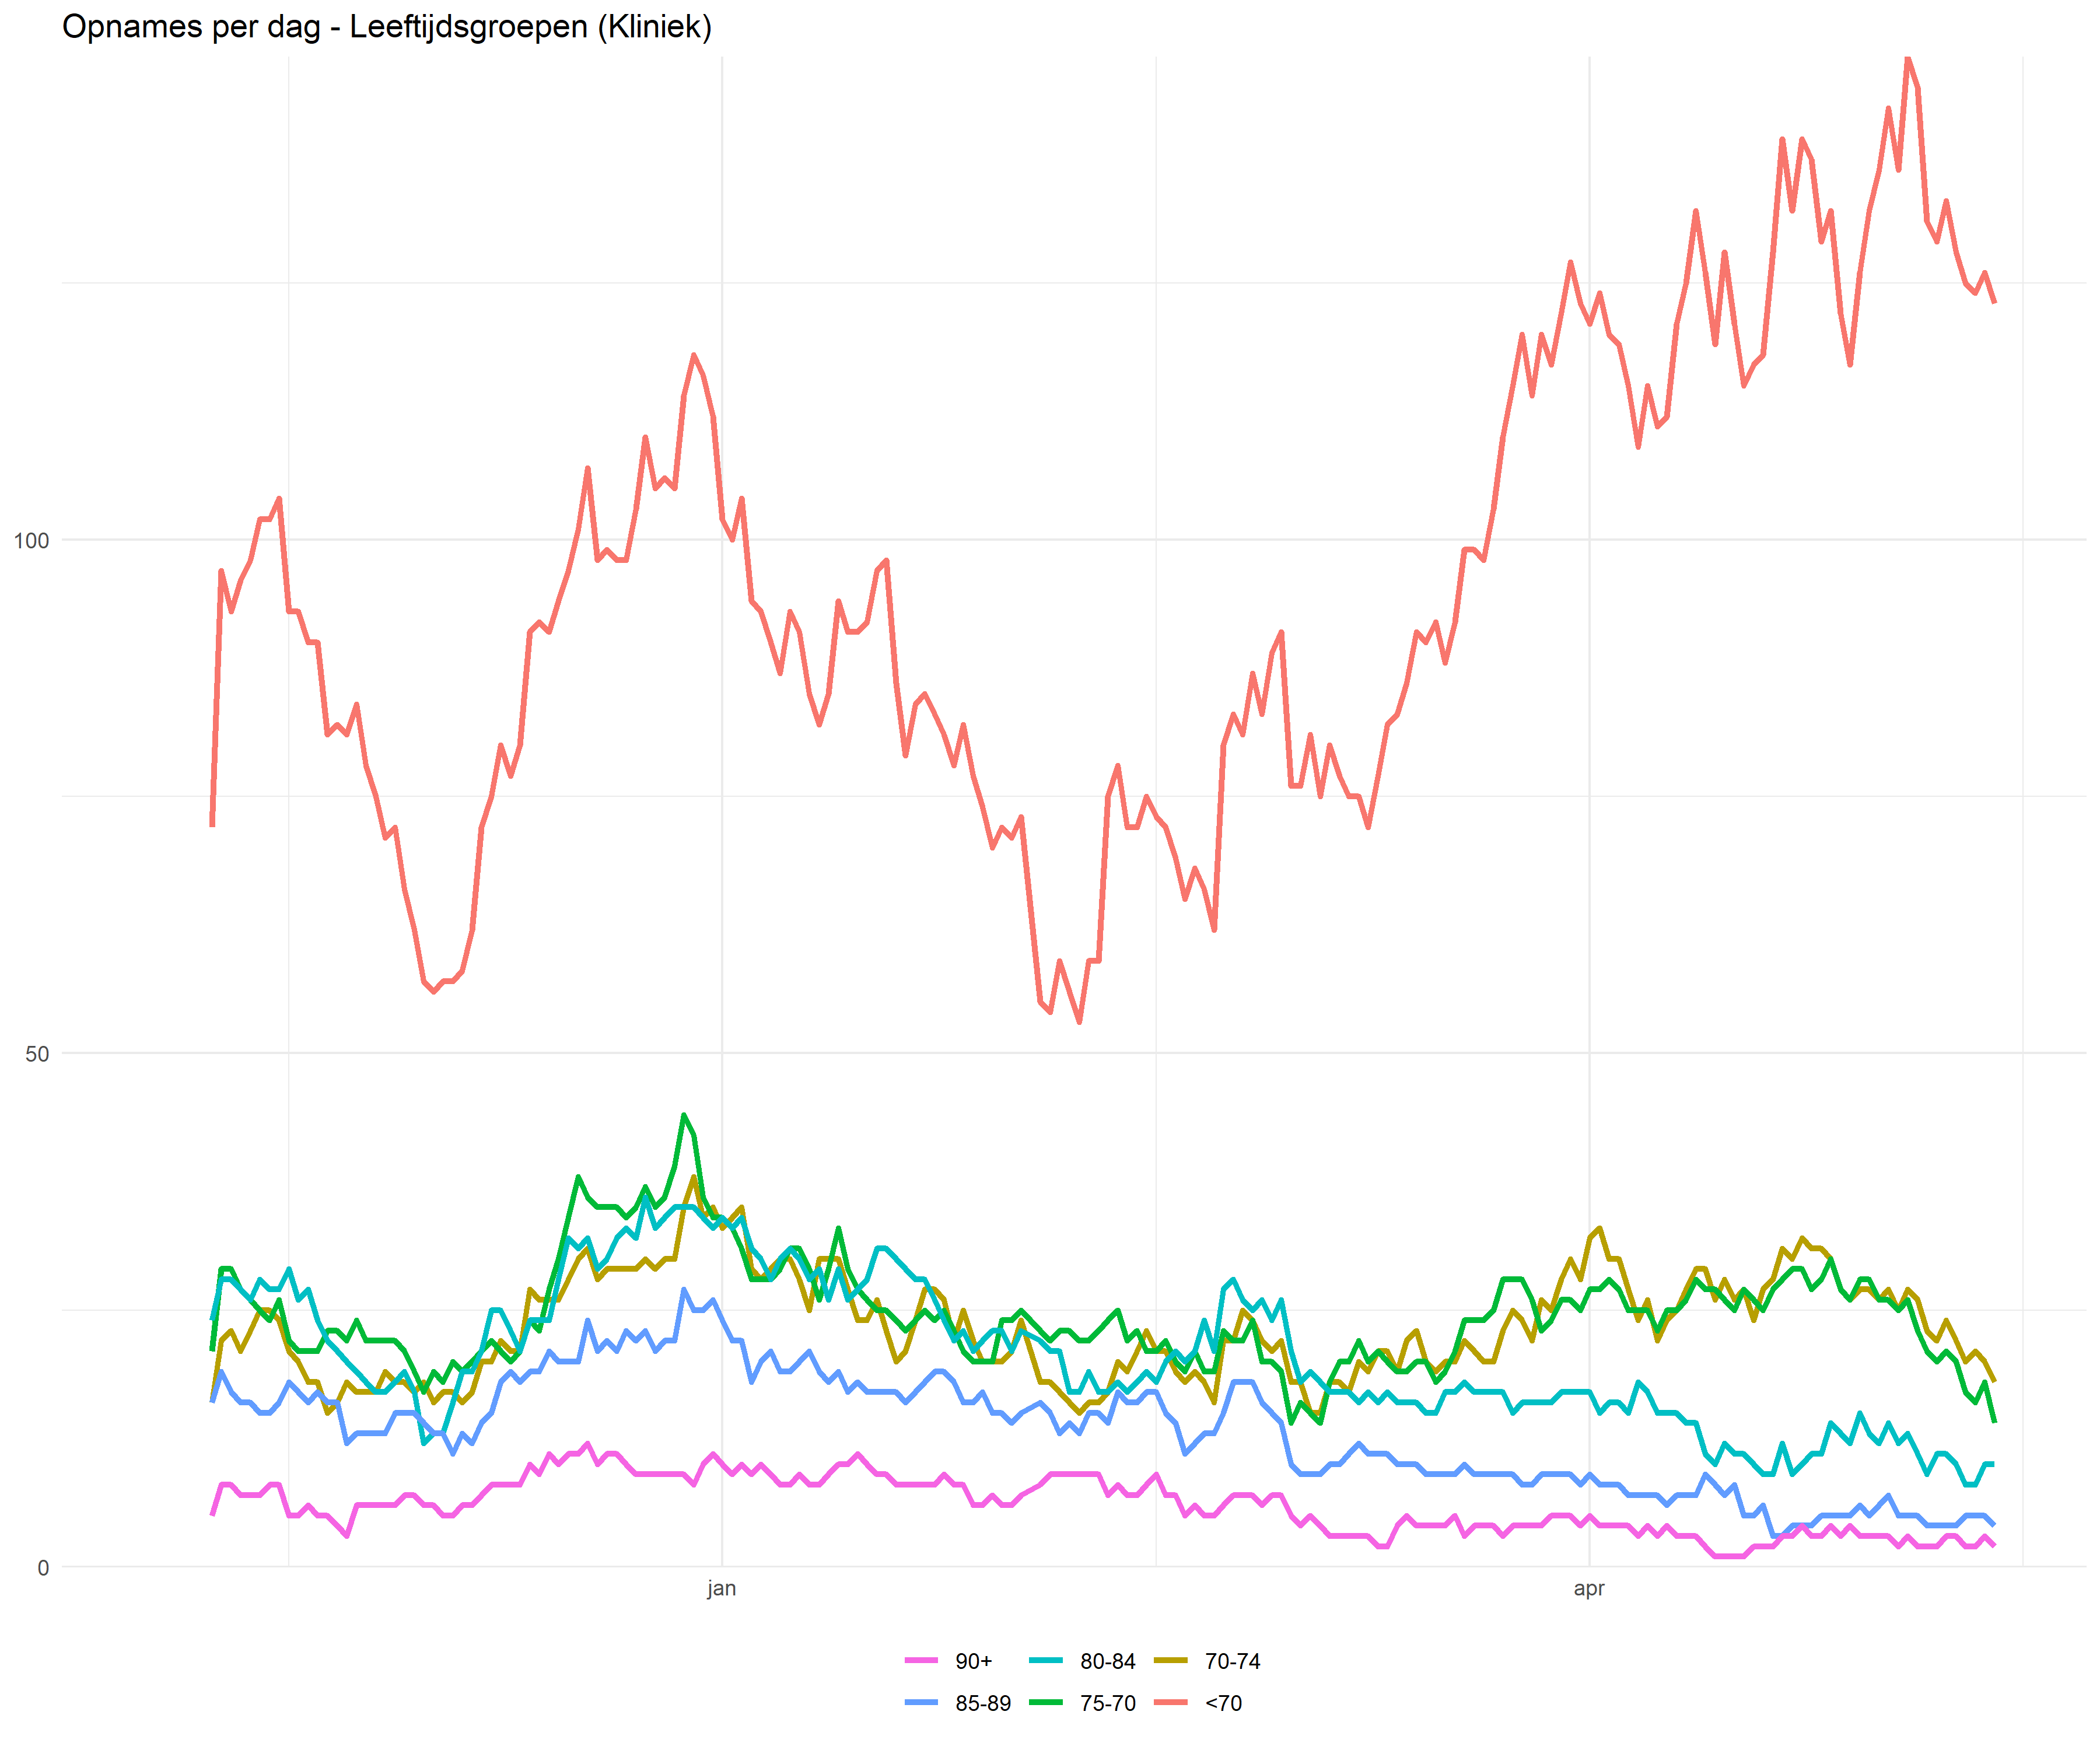 Opnames per dag - Leeftijdsgroepen (Kliniek)
100
50
0
jan
apr
90+ 80-84 70-74
85-89 75-70 <70